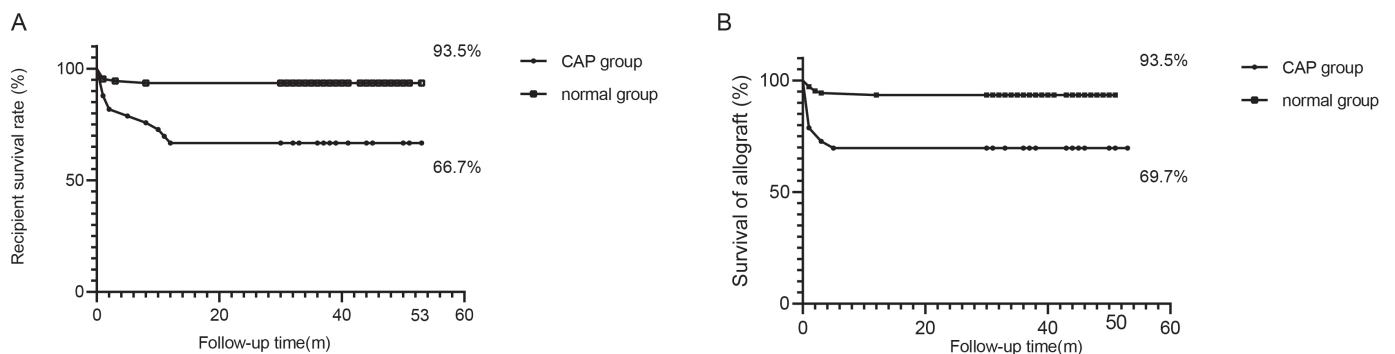 A
Recipient survival rate (%)
100
50
0
93.5%
66.7%
CAP group
normal group
0
20
40
53
60
Follow-up time(m)
B
Survival of allograft (%)
100
50
0
93.5%
69.7%
CAP group
normal group
0
20
40
50
60
Follow-up time(m)